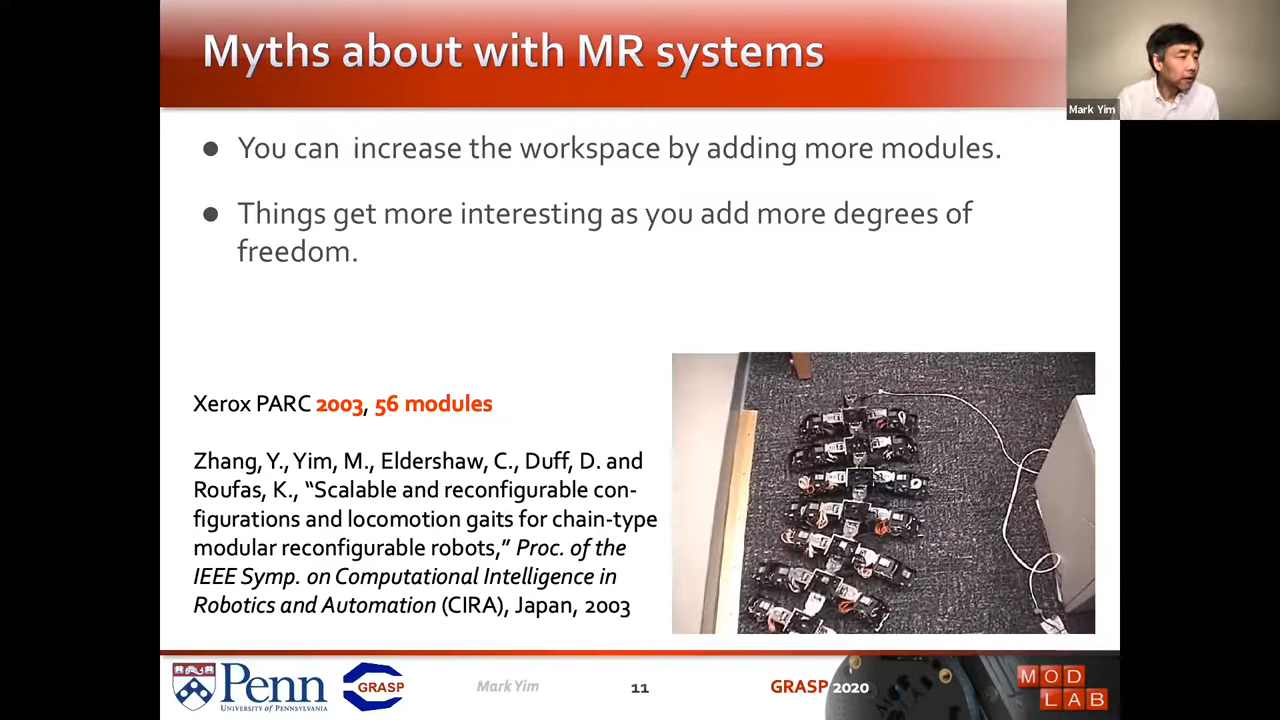 Myths about with MR systems
Mark Yim
● You can increase the workspace by adding more modules.
● Things get more interesting as you add more degrees of
freedom.
Xerox PARC 2003, 56 modules
Zhang, Y., Yim, M., Eldershaw, C., Duff, D. and
Roufas, K., “Scalable and reconfigurable con-
figurations and locomotion gaits for chain-type
modular reconfigurable robots,” Proc. of the
IEEE Symp. on Computational Intelligence in
Robotics and Automation (CIRA), Japan, 2003
Penn
UNIVERSITY OF PENNSYLVANIA
GRASP
Mark Yim
11
GRASP 2020
MOD
LAB